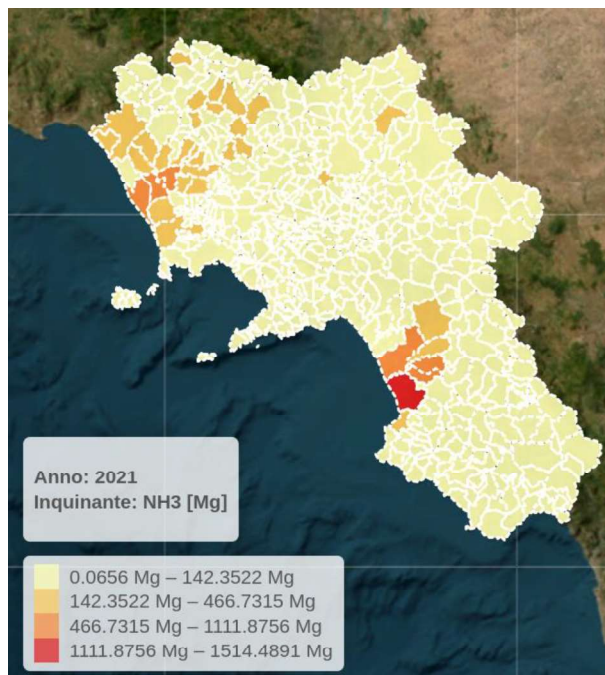 Anno: 2021
Inquinante: NH3 [Mg]
0.0656 Mg – 142.3522 Mg
142.3522 Mg – 466.7315 Mg
466.7315 Mg – 1111.8756 Mg
1111.8756 Mg – 1514.4891 Mg